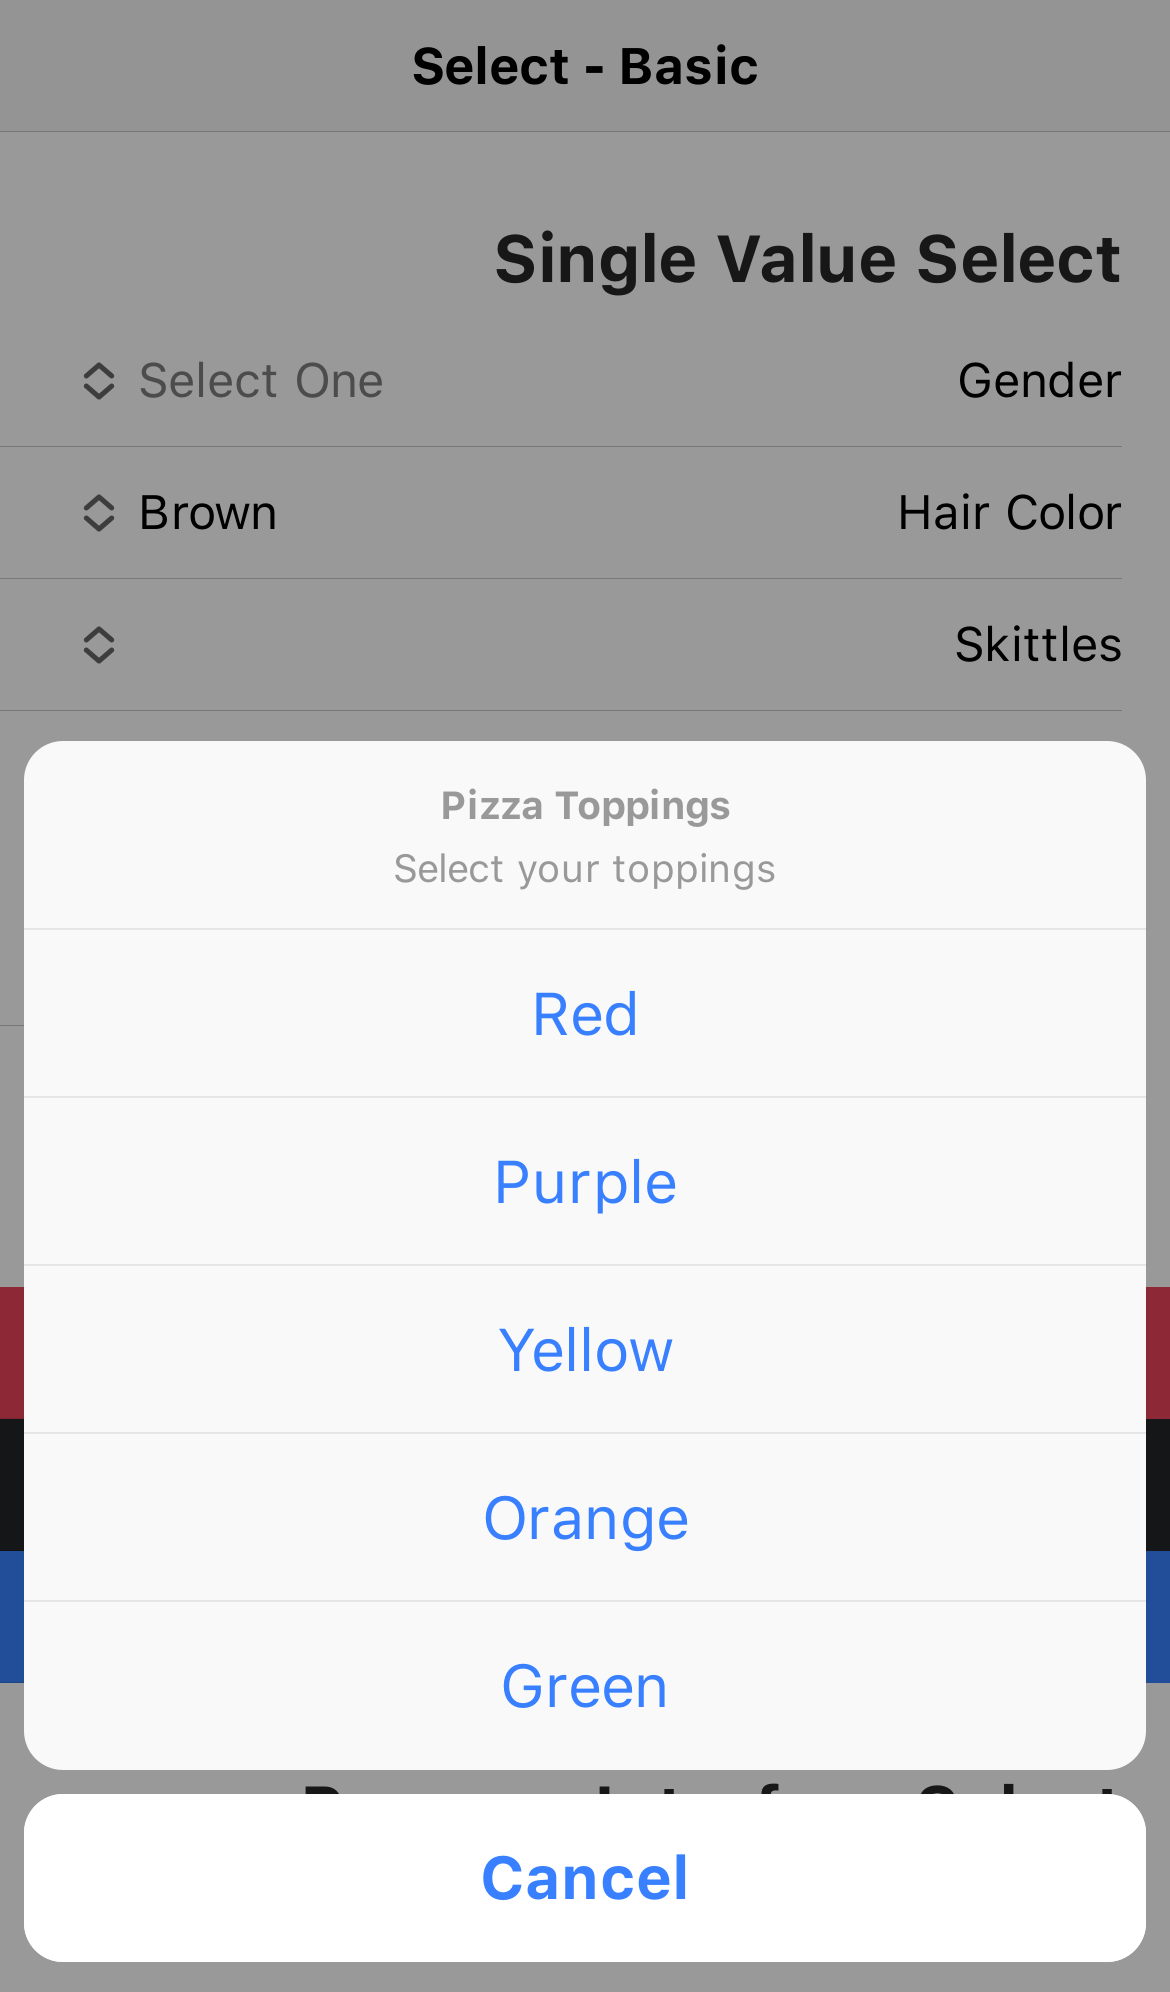 Select - Basic
Single Value Select
Gender
Select One
Hair Color
Brown
Skittles
Pizza Toppings
Select your toppings
Red
Purple
Yellow
Orange
Green
Select
Cancel